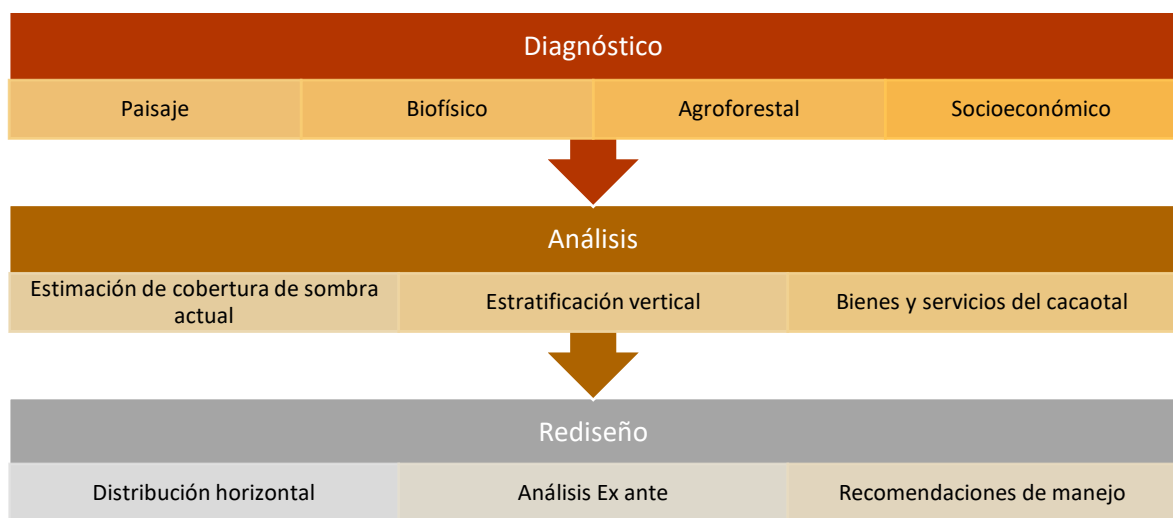 Diagnóstico
Paisaje
Biofísico
Agroforestal
Socioeconómico
Análisis
Estimación de cobertura de sombra
actual
Estratificación vertical
Bienes y servicios del cacaotal
Rediseño
Distribución horizontal
Análisis Ex ante
Recomendaciones de manejo